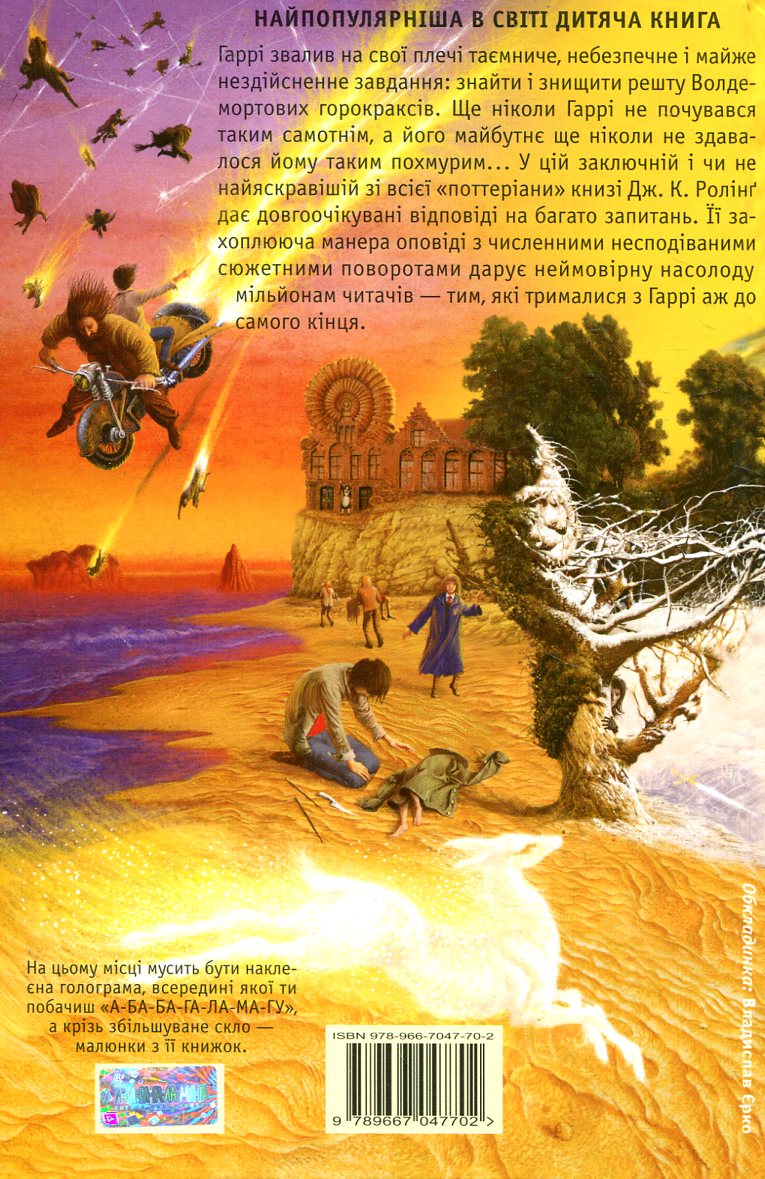 НАЙПОПУЛЯРНІША В СВІТІ ДИТЯЧА КНИГА
Гаррі звалив на свої плечі таємниче, небезпечне і майже
нездійсненне завдання: знайти і знищити решту Волде-
мортових горокраксів. Ще ніколи Гаррі не почувався
таким самотнім, а його майбутнє ще ніколи не здава-
лося йому таким похмурим... У цій заключній і чи не
найяскравішій зі всієї «поттеріани» книзі Дж. К. Ролінґ
дає довгоочікувані відповіді на багато запитань. Її за-
хоплююча манера оповіді з численними несподіваними
сюжетними поворотами дарує неймовірну насолоду
мільйонам читачів — тим, які трималися з Гаррі аж до
самого кінця.
Обкладинка: Владислав Єрко
На цьому місці мусить бути накле-
єна голограма, всередині якої ти
побачиш «А-БА-БА-ГА-ЛА-МА-ГУ»,
а крізь збільшуване скло —
малюнки з її книжок.
ISBN 978-966-7047-70-2
9 789667 047702 >